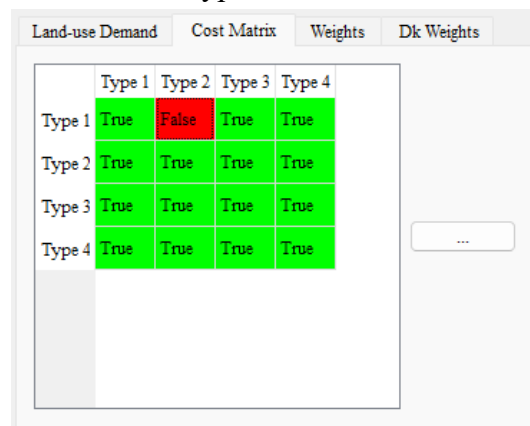 Land-use Demand Cost Matrix Weights Dk Weights
Type 1 Type 2 Type 3 Type 4
Type 1 True False True True
Type 2 True True True True
Type 3 True True True True
Type 4 True True True True
...